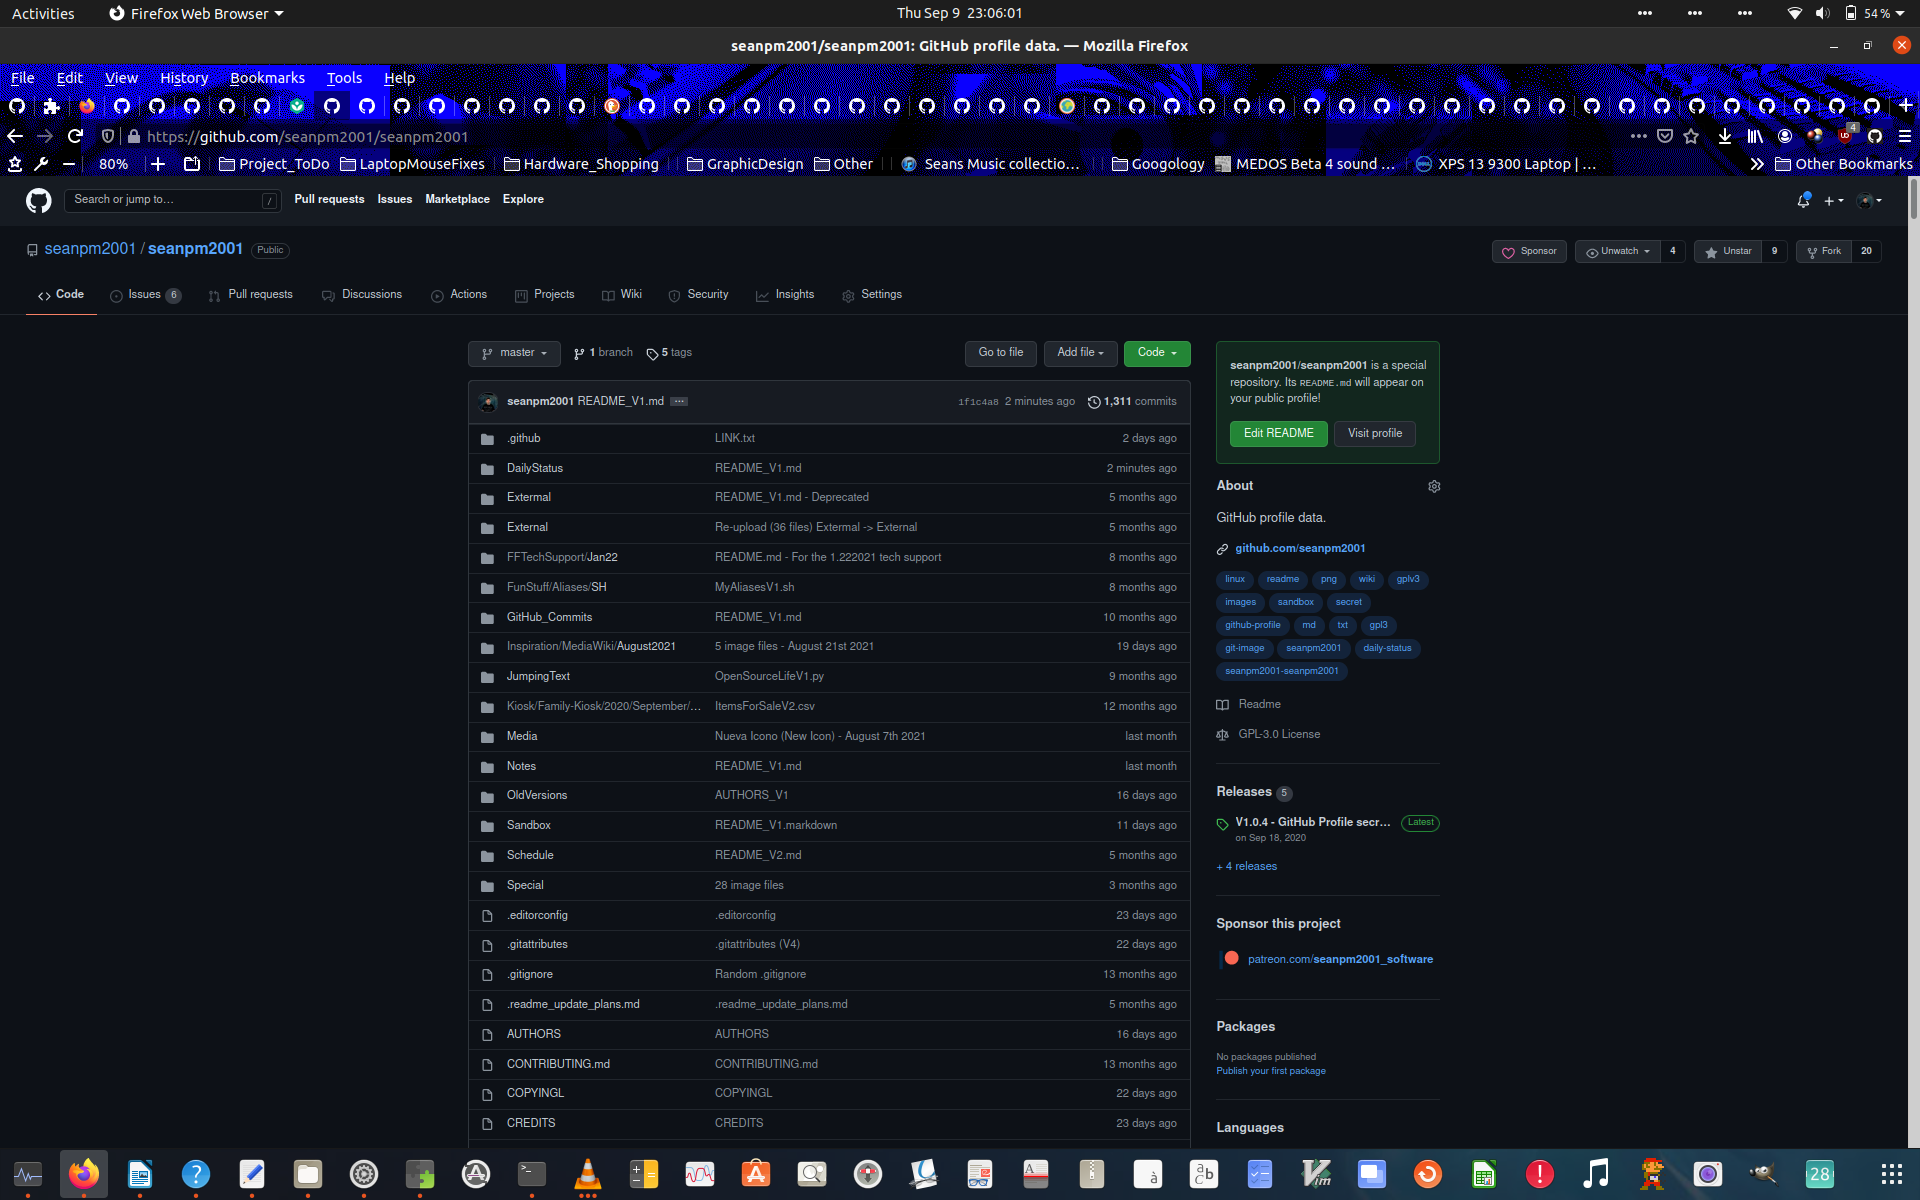 Activities Firefox Web Browser Thu Sep 9 23:06:01 54 %
seanpm2001/seanpm2001: GitHub profile data. — Mozilla Firefox
File Edit View History Bookmarks Tools Help
https://github.com/seanpm2001/seanpm2001 4
80% Project_ToDo LaptopMouseFixes Hardware_Shopping GraphicDesign Other Seans Music collectio… Googology MEDOS Beta 4 sound … XPS 13 9300 Laptop | … Other Bookmarks
Search or jump to… / Pull requests Issues Marketplace Explore
seanpm2001 / seanpm2001 Public Sponsor Unwatch 4 Unstar 9 Fork 20
Code Issues 6 Pull requests Discussions Actions Projects Wiki Security Insights Settings
master 1 branch 5 tags Go to file Add file Code
seanpm2001 README_V1.md ... 1f1c4a8 2 minutes ago 1,311 commits
.github LINK.txt 2 days ago
DailyStatus README_V1.md 2 minutes ago
Extermal README_V1.md - Deprecated 5 months ago
External Re-upload (36 files) Extermal -> External 5 months ago
FFTechSupport/Jan22 README.md - For the 1.222021 tech support 8 months ago
FunStuff/Aliases/SH MyAliasesV1.sh 8 months ago
GitHub_Commits README_V1.md 10 months ago
Inspiration/MediaWiki/August2021 5 image files - August 21st 2021 19 days ago
JumpingText OpenSourceLifeV1.py 9 months ago
Kiosk/Family-Kiosk/2020/September/… ItemsForSaleV2.csv 12 months ago
Media Nueva Icono (New Icon) - August 7th 2021 last month
Notes README_V1.md last month
OldVersions AUTHORS_V1 16 days ago
Sandbox README_V1.markdown 11 days ago
Schedule README_V2.md 5 months ago
Special 28 image files 3 months ago
.editorconfig .editorconfig 23 days ago
.gitattributes .gitattributes (V4) 22 days ago
.gitignore Random .gitignore 13 months ago
.readme_update_plans.md .readme_update_plans.md 5 months ago
AUTHORS AUTHORS 16 days ago
CONTRIBUTING.md CONTRIBUTING.md 13 months ago
COPYINGL COPYINGL 22 days ago
CREDITS CREDITS 23 days ago
seanpm2001/seanpm2001 is a special
repository. Its README.md will appear on
your public profile!
Edit README Visit profile
About
GitHub profile data.
github.com/seanpm2001
linux readme png wiki gplv3
images sandbox secret
github-profile md txt gpl3
git-image seanpm2001 daily-status
seanpm2001-seanpm2001
Readme
GPL-3.0 License
Releases 5
V1.0.4 - GitHub Profile secr… Latest
on Sep 18, 2020
+ 4 releases
Sponsor this project
patreon.com/seanpm2001_software
Packages
No packages published
Publish your first package
Languages
28